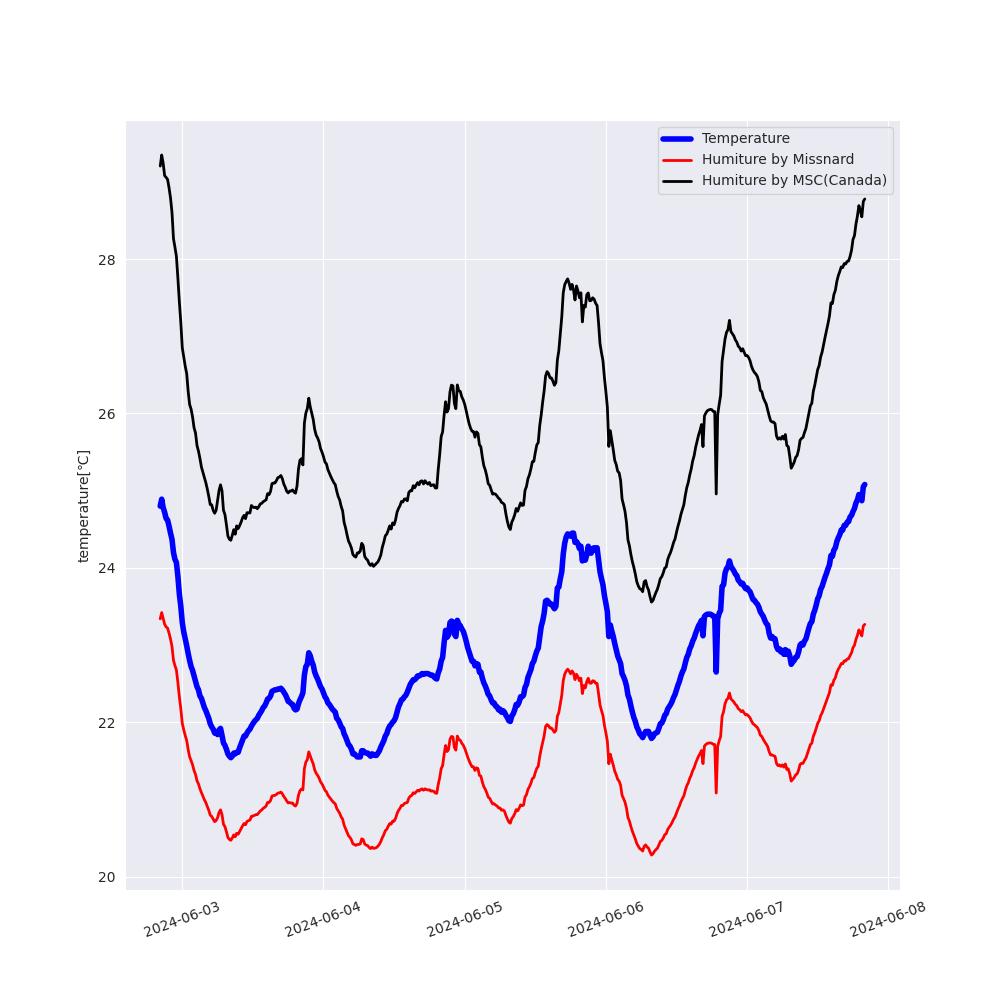 Temperature
Humiture by Missnard
Humiture by MSC(Canada)
28
26
24
22
20
temperature[℃]
2024-06-03
2024-06-04
2024-06-05
2024-06-06
2024-06-07
2024-06-08